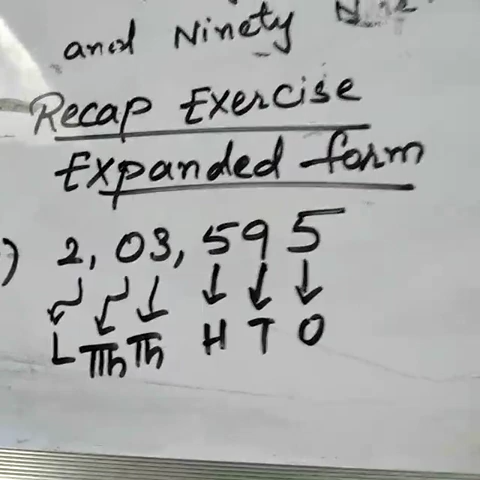 and Ninety
Recap Exercise
Expanded form
) 2, 03, 595
L TTh Th H T O